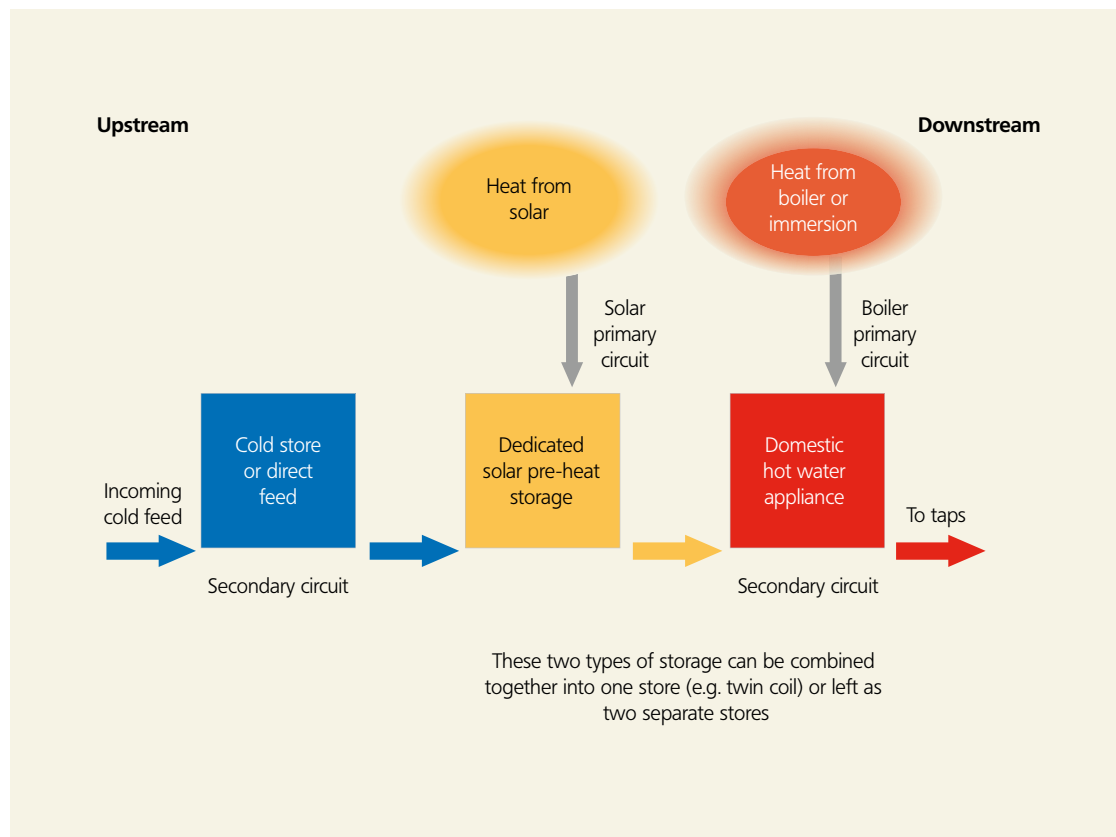 Upstream
Downstream
Heat from
solar
Heat from
boiler or
immersion
Solar
primary
circuit
Boiler
primary
circuit
Incoming
cold feed
Cold store
or direct
feed
Dedicated
solar pre-heat
storage
Domestic
hot water
appliance
To taps
Secondary circuit
Secondary circuit
These two types of storage can be combined
together into one store (e.g. twin coil) or left as
two separate stores